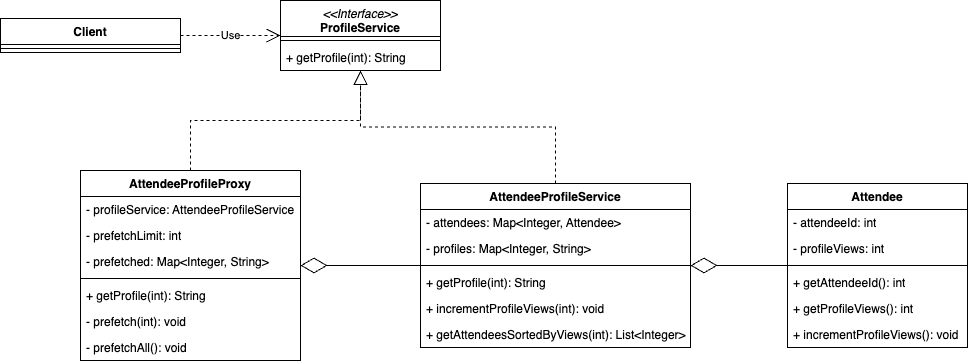 Client
Use
<<Interface>>
ProfileService
+ getProfile(int): String
AttendeeProfileProxy
- profileService: AttendeeProfileService
- prefetchLimit: int
- prefetched: Map<Integer, String>
+ getProfile(int): String
- prefetch(int): void
- prefetchAll(): void
AttendeeProfileService
- attendees: Map<Integer, Attendee>
- profiles: Map<Integer, String>
+ getProfile(int): String
+ incrementProfileViews(int): void
+ getAttendeesSortedByViews(int): List<Integer>
Attendee
- attendeeId: int
- profileViews: int
+ getAttendeeId(): int
+ getProfileViews(): int
+ incrementProfileViews(): void